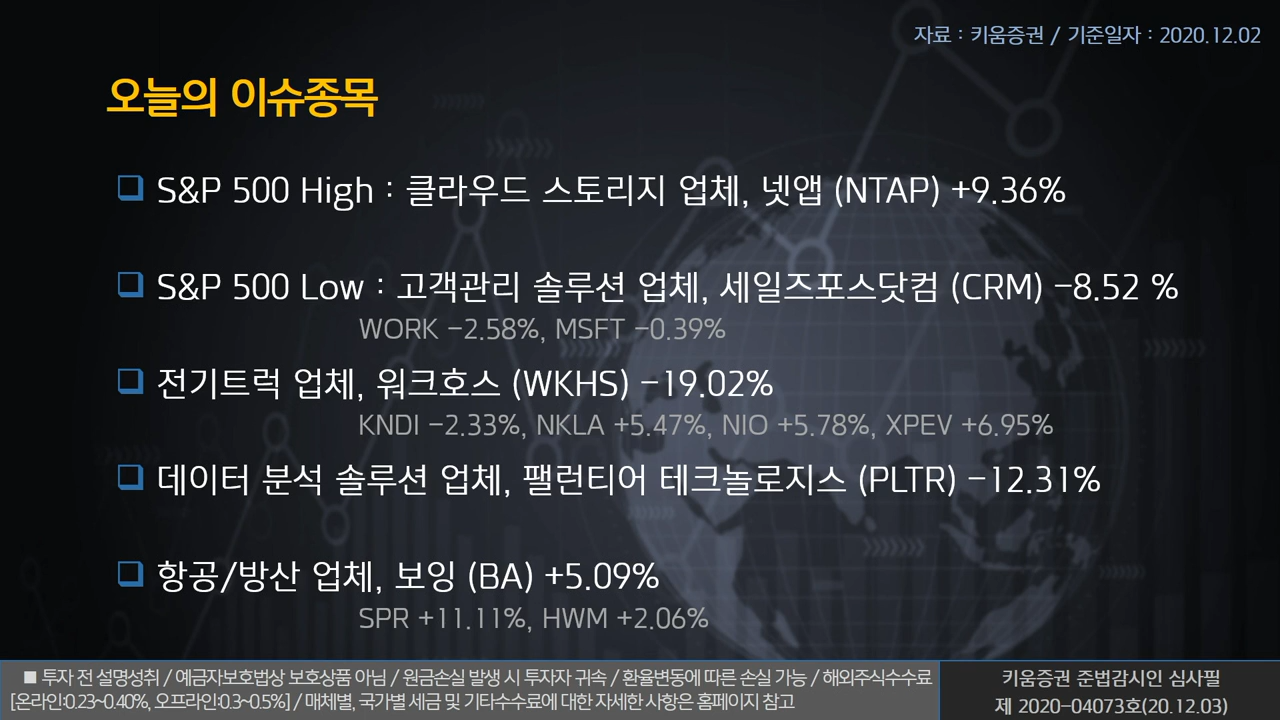 자료 : 키움증권 / 기준일자 : 2020.12.02
오늘의 이슈종목
❑ S&P 500 High : 클라우드 스토리지 업체, 넷앱 (NTAP) +9.36%
❑ S&P 500 Low : 고객관리 솔루션 업체, 세일즈포스닷컴 (CRM) -8.52 %
WORK -2.58%, MSFT -0.39%
❑ 전기트럭 업체, 워크호스 (WKHS) -19.02%
KNDI -2.33%, NKLA +5.47%, NIO +5.78%, XPEV +6.95%
❑ 데이터 분석 솔루션 업체, 팰런티어 테크놀로지스 (PLTR) -12.31%
❑ 항공/방산 업체, 보잉 (BA) +5.09%
SPR +11.11%, HWM +2.06%
■ 투자 전 설명성취 / 예금자보호법상 보호상품 아님 / 원금손실 발생 시 투자자 귀속 / 환율변동에 따른 손실 가능 / 해외주식수수료
[온라인:0.23~0.40%, 오프라인:0.3~0.5%] / 매체별, 국가별 세금 및 기타수수료에 대한 자세한 사항은 홈페이지 참고
키움증권 준법감시인 심사필
제 2020-04073호(20.12.03)